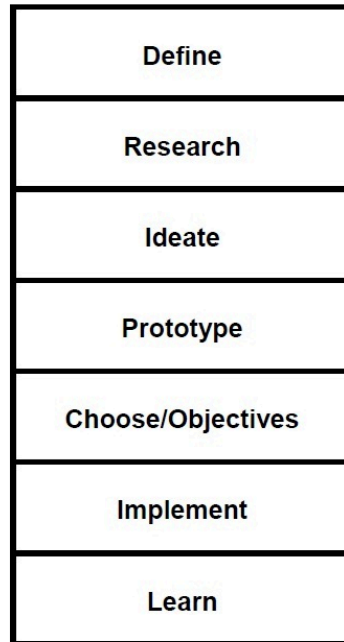 Define
Research
Ideate
Prototype
Choose/Objectives
Implement
Learn